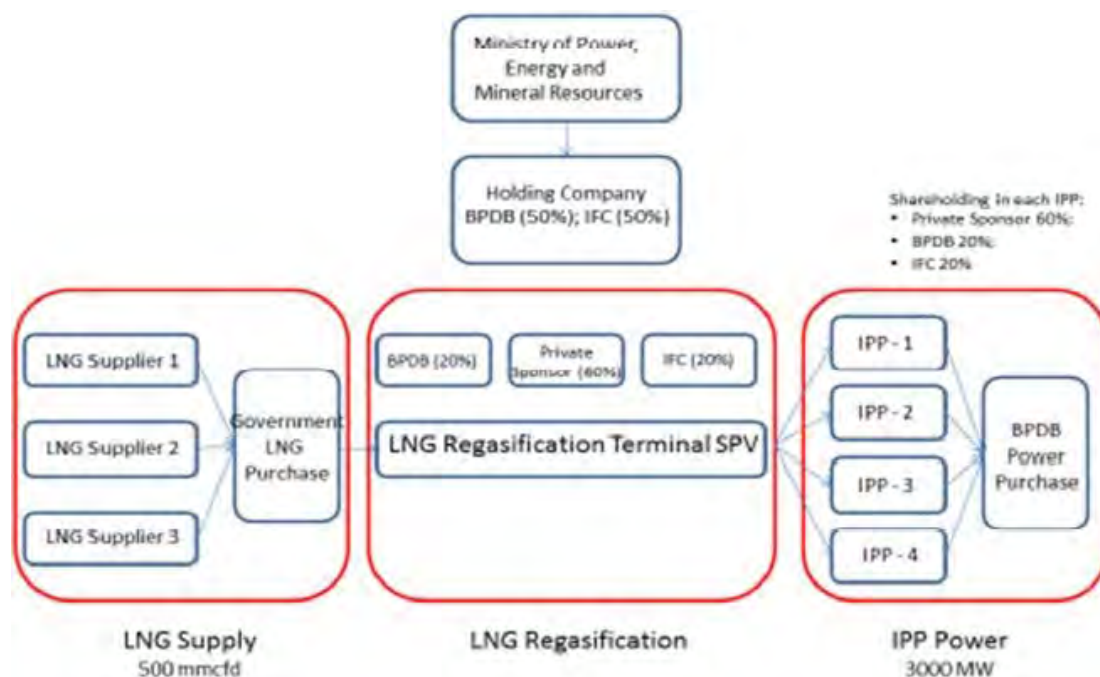 Ministry of Power,
Energy and
Mineral Resources
Holding Company
BPDB (50%); IFC (50%)
Shareholding in each IPP:
• Private Sponsor 60%;
• BPDB 20%;
• IFC 20%
LNG Supplier 1
LNG Supplier 2
LNG Supplier 3
Government
LNG
Purchase
BPDB (20%)
Private
Sponsor (60%)
IFC (20%)
LNG Regasification Terminal SPV
IPP - 1
IPP - 2
IPP - 3
IPP - 4
BPDB
Power
Purchase
LNG Supply
500 mmcfd
LNG Regasification
IPP Power
3000 MW